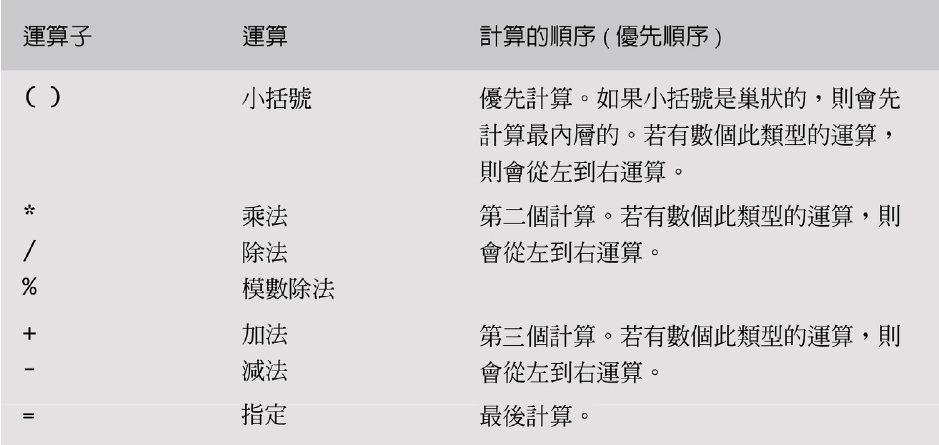 運算子 運算 計算的順序 ( 優先順序 )
( ) 小括號 優先計算。如果小括號是巢狀的，則會先
計算最內層的。若有數個此類型的運算，
則會從左到右運算。
* 乘法 第二個計算。若有數個此類型的運算，則
/ 除法 會從左到右運算。
% 模數除法
+ 加法 第三個計算。若有數個此類型的運算，則
- 減法 會從左到右運算。
= 指定 最後計算。